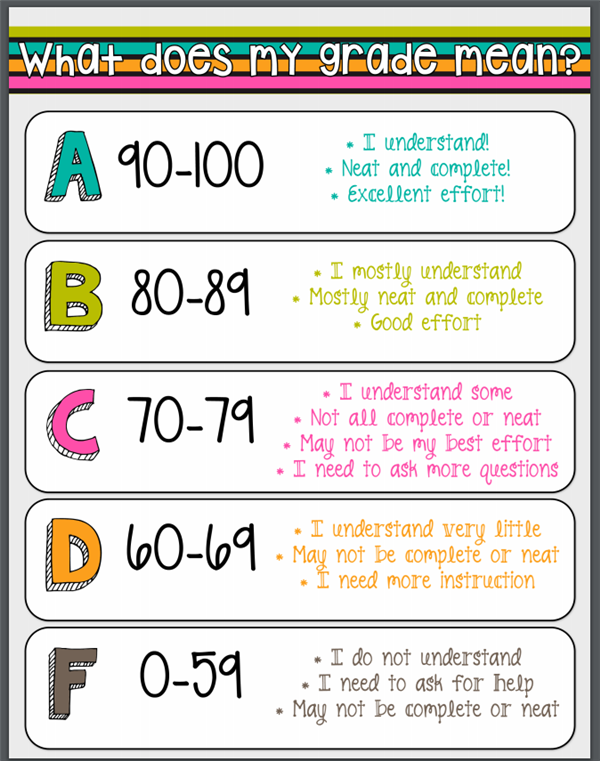 What does my grade mean?
A 90-100
* I understand!
* Neat and complete!
* Excellent effort!
B 80-89
* I mostly understand
* Mostly neat and complete
* Good effort
C 70-79
* I understand some
* Not all complete or neat
* May not be my best effort
* I need to ask more questions
D 60-69
* I understand very little
* May not be complete or neat
* I need more instruction
F 0-59
* I do not understand
* I need to ask for help
* May not be complete or neat